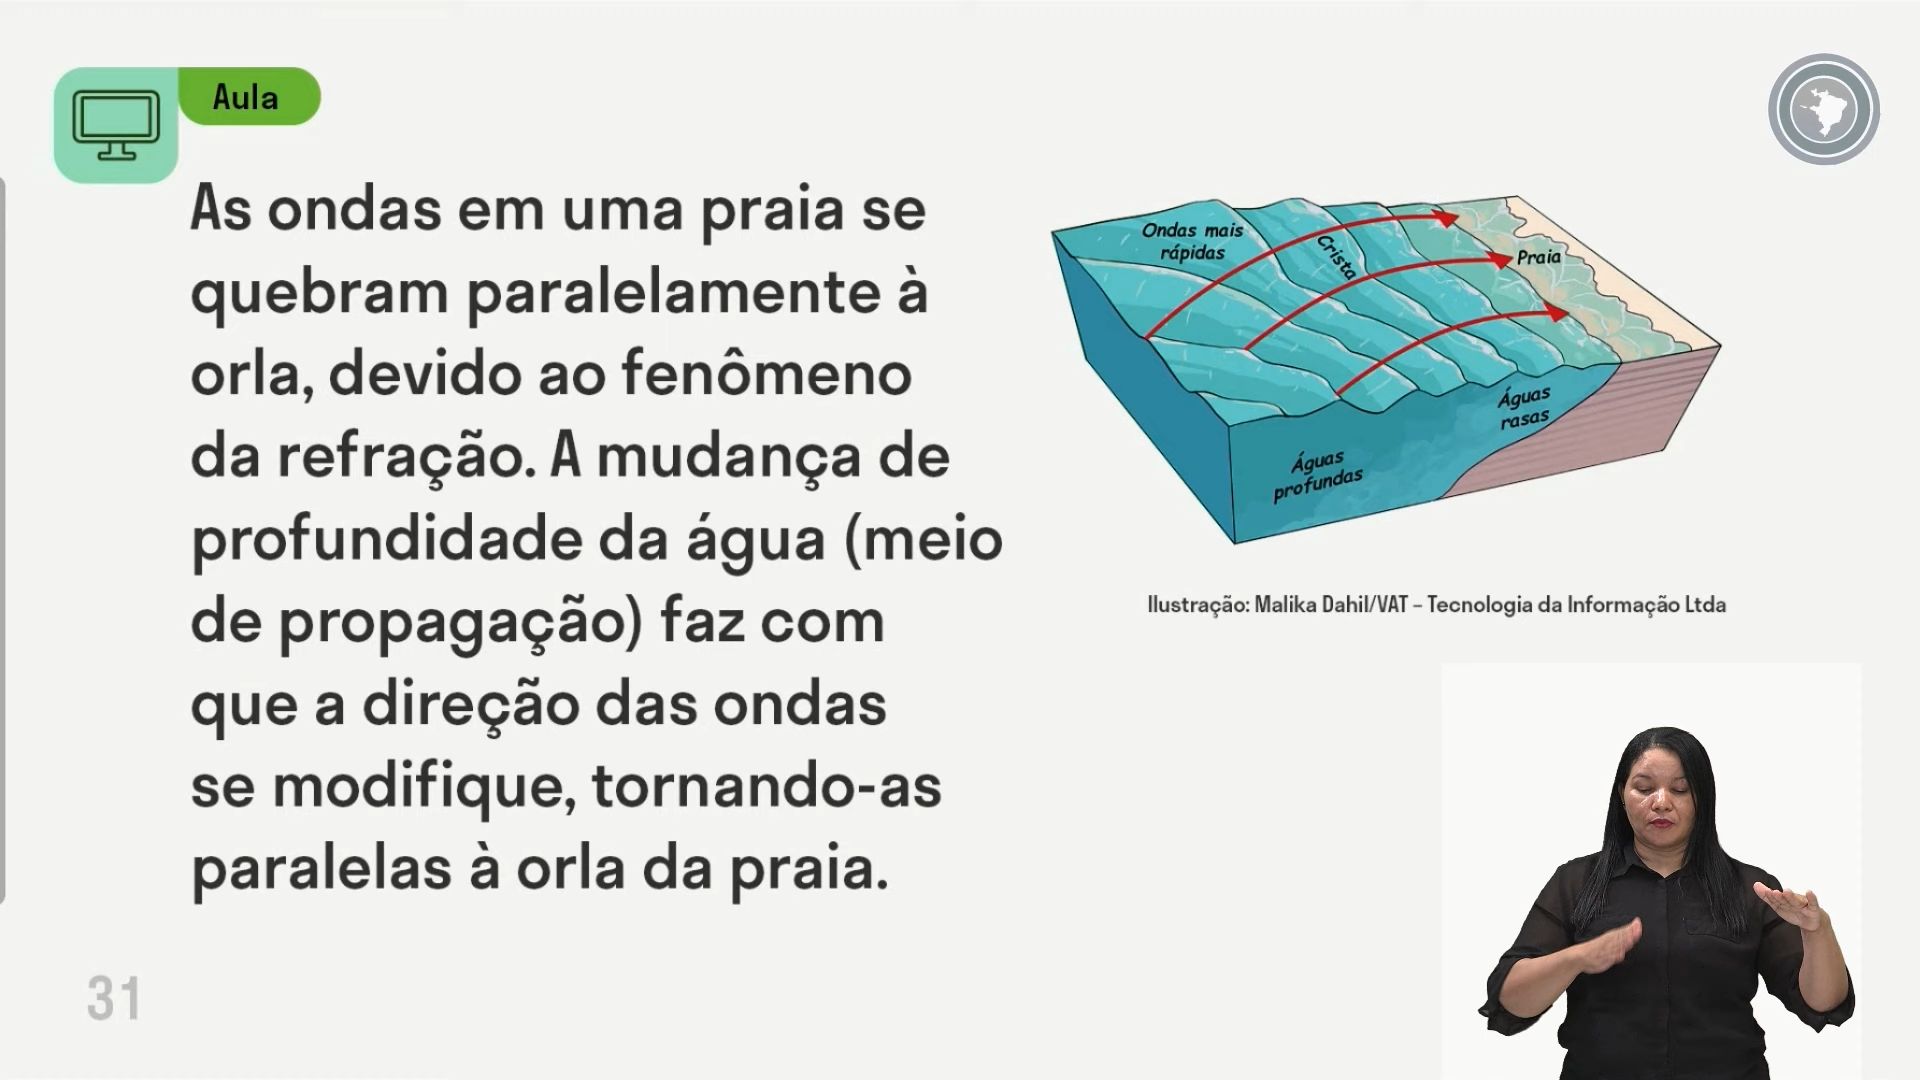 Aula
As ondas em uma praia se
quebram paralelamente à
orla, devido ao fenômeno
da refração. A mudança de
profundidade da água (meio
de propagação) faz com
que a direção das ondas
se modifique, tornando-as
paralelas à orla da praia.
Ondas mais
rápidas
Crista
Praia
Águas
rasas
Águas
profundas
Ilustração: Malika Dahil/VAT – Tecnologia da Informação Ltda
31